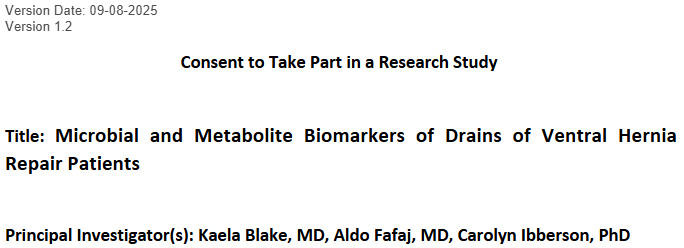 Version Date: 09-08-2025
Version 1.2
Consent to Take Part in a Research Study
Title: Microbial and Metabolite Biomarkers of Drains of Ventral Hernia
Repair Patients
Principal Investigator(s): Kaela Blake, MD, Aldo Fafaj, MD, Carolyn Ibberson, PhD